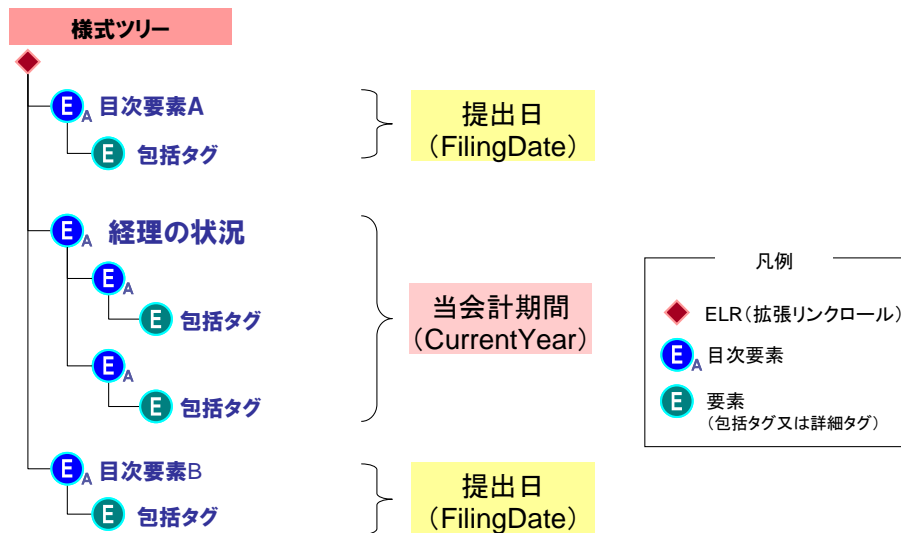 様式ツリー
E A 目次要素A
E 包括タグ
提出日
（FilingDate）
E A 経理の状況
E A
E 包括タグ
E A
E 包括タグ
当会計期間
（CurrentYear）
E A 目次要素B
E 包括タグ
提出日
（FilingDate）
凡例
ELR（拡張リンクロール）
E A 目次要素
E 要素
（包括タグ又は詳細タグ）